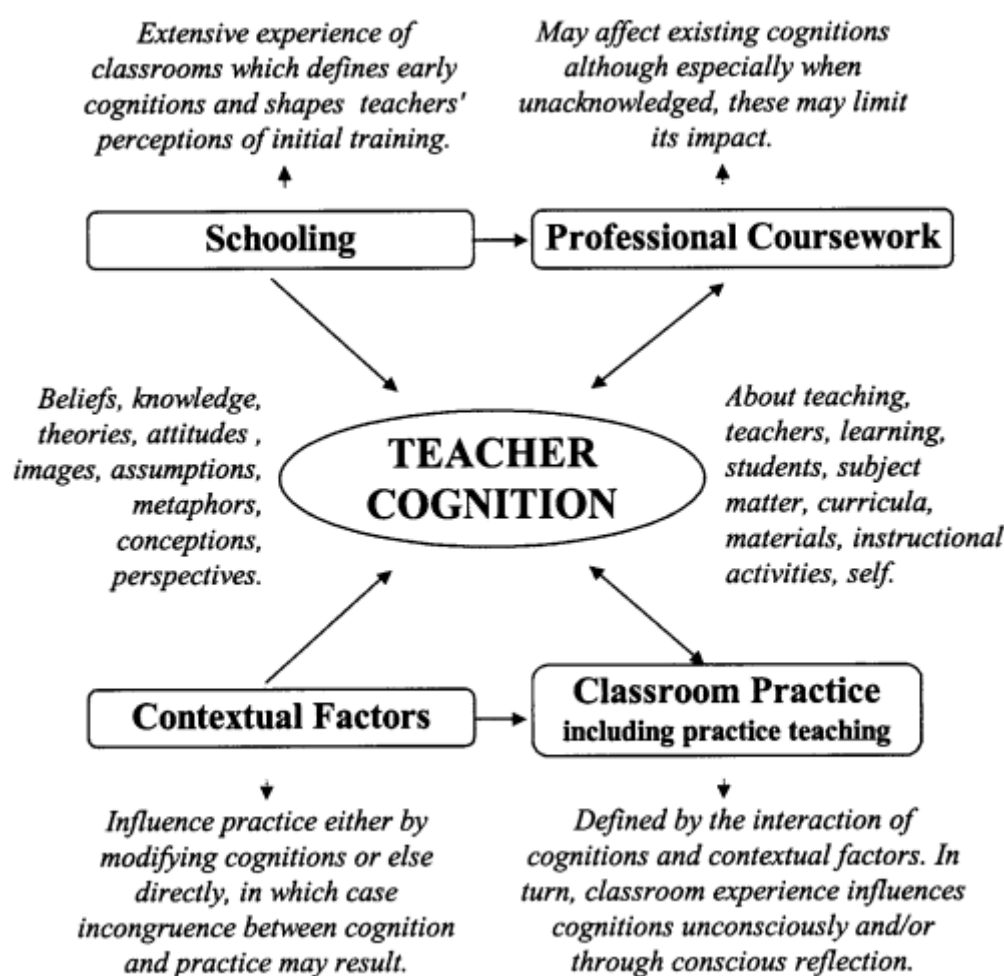 Extensive experience of
classrooms which defines early
cognitions and shapes teachers'
perceptions of initial training.
May affect existing cognitions
although especially when
unacknowledged, these may limit
its impact.
Schooling
Professional Coursework
Beliefs, knowledge,
theories, attitudes ,
images, assumptions,
metaphors,
conceptions,
perspectives.
TEACHER
COGNITION
About teaching,
teachers, learning,
students, subject
matter, curricula,
materials, instructional
activities, self.
Contextual Factors
Classroom Practice
including practice teaching
Influence practice either by
modifying cognitions or else
directly, in which case
incongruence between cognition
and practice may result.
Defined by the interaction of
cognitions and contextual factors. In
turn, classroom experience influences
cognitions unconsciously and/or
through conscious reflection.